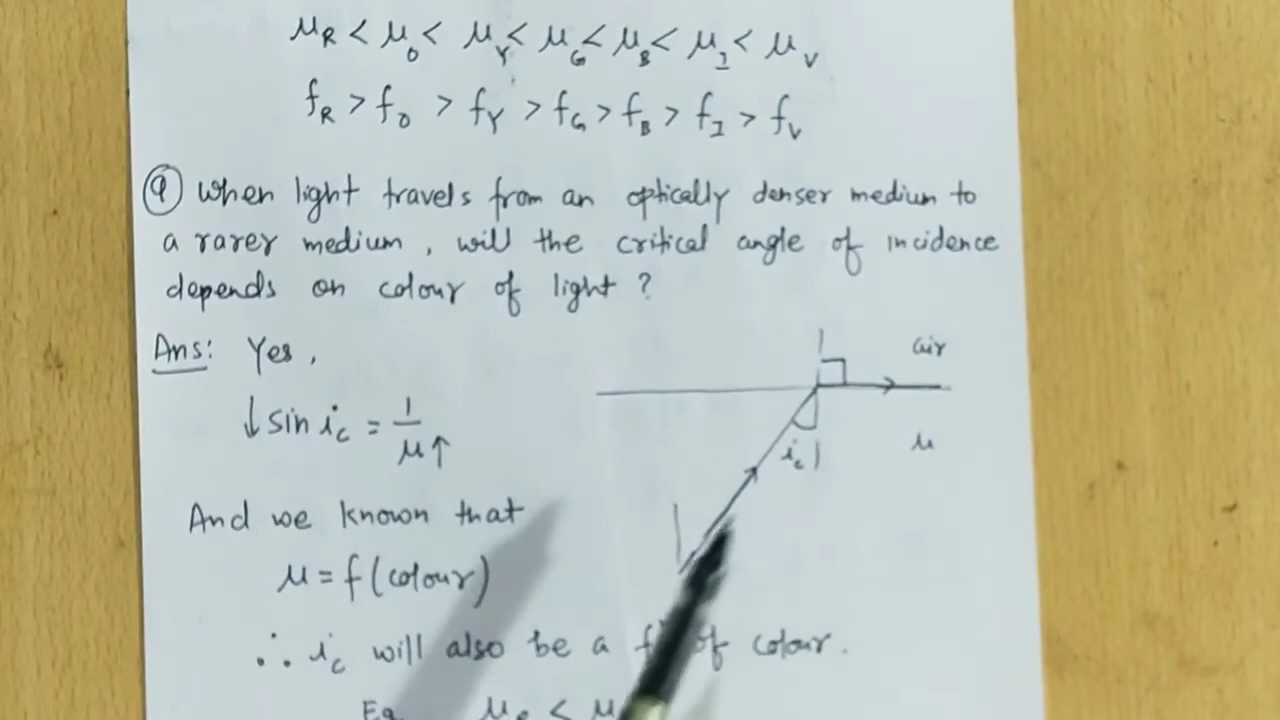 μR < μO < μY < μG < μB < μI < μV
fR > fO > fY > fG > fB > fI > fV
Q When light travels from an optically denser medium to
a rarer medium, will the critical angle of incidence
depends on colour of light?
Ans: Yes,
↓ sin ic = 1/μ↑
air
μ
ic
And we known that
μ = f(colour)
∴ ic will also be a of colour.
Eg μR < μ